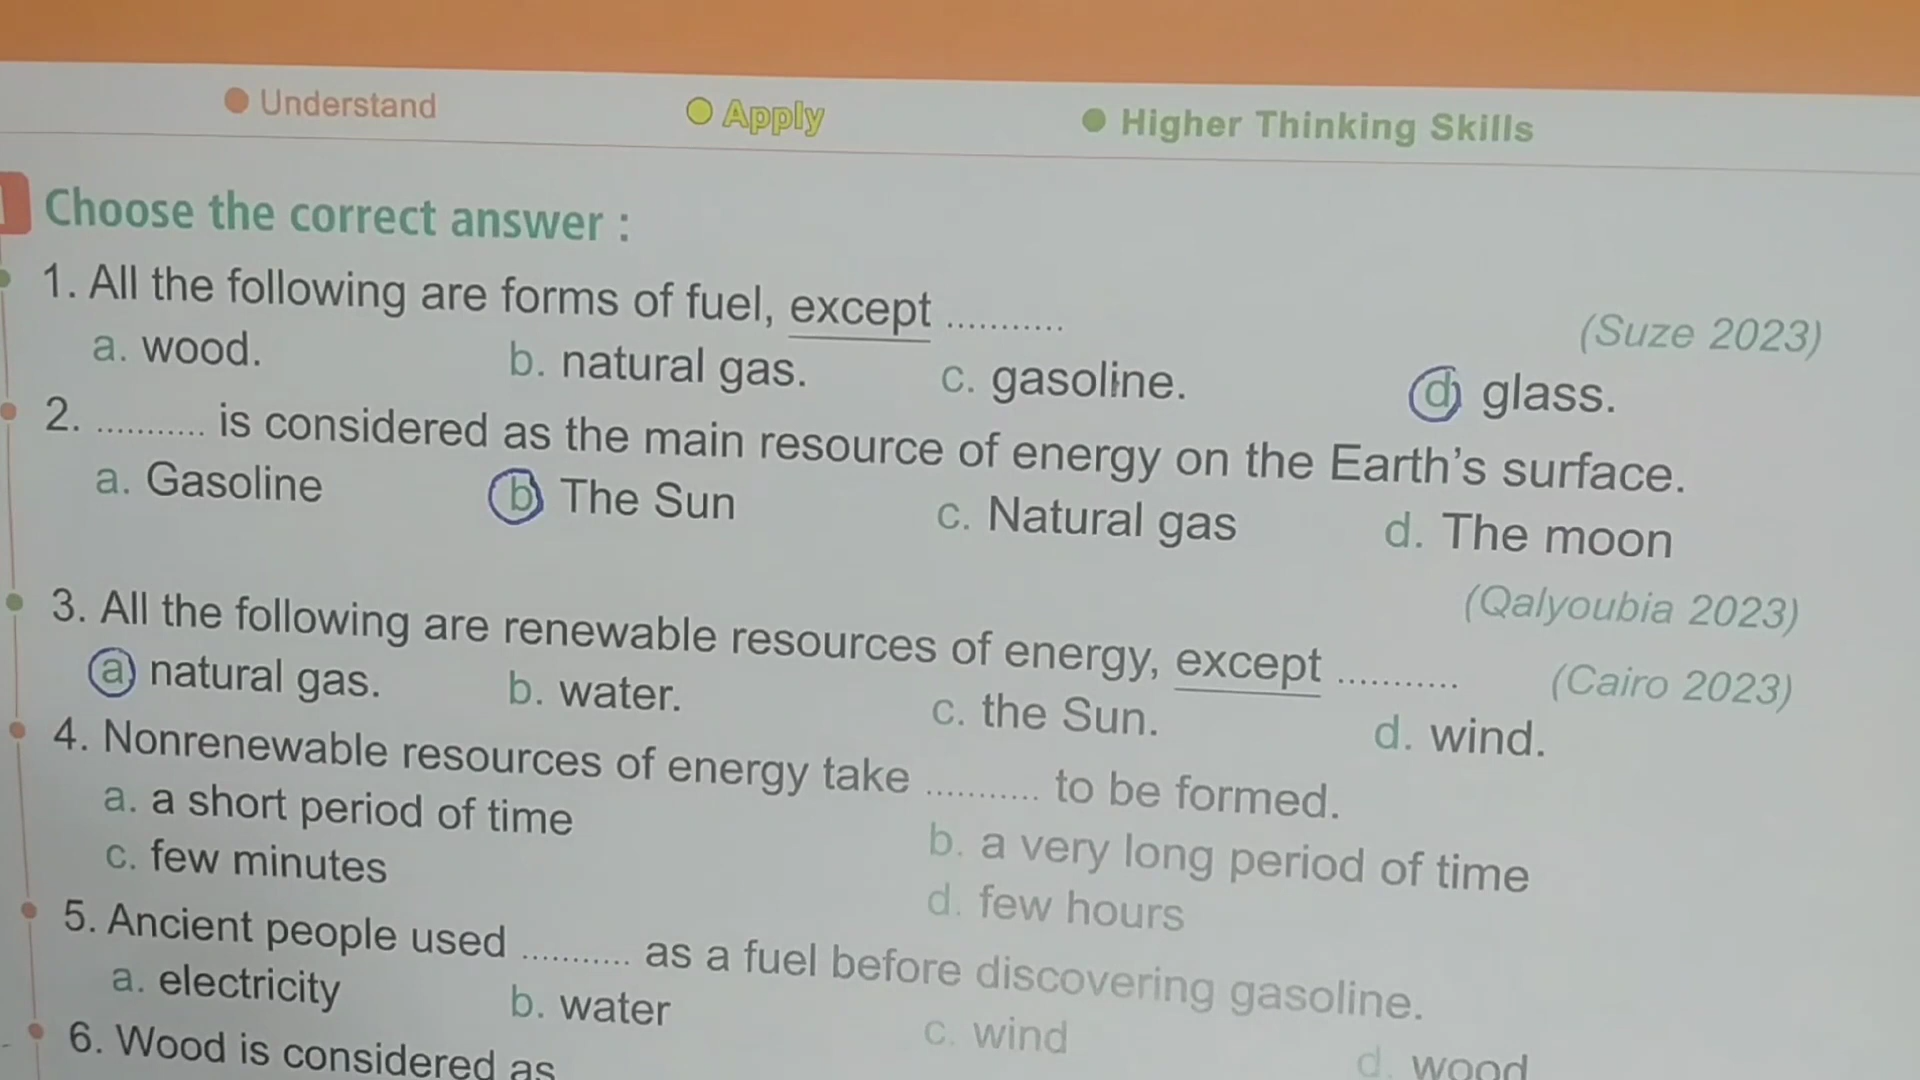 Understand Apply Higher Thinking Skills
Choose the correct answer :
1. All the following are forms of fuel, except ...........
(Suze 2023)
a. wood. b. natural gas. c. gasoline. d. glass.
2. ........... is considered as the main resource of energy on the Earth's surface.
a. Gasoline b. The Sun c. Natural gas d. The moon
(Qalyoubia 2023)
3. All the following are renewable resources of energy, except ...........
(Cairo 2023)
a. natural gas. b. water. c. the Sun. d. wind.
4. Nonrenewable resources of energy take ........... to be formed.
a. a short period of time b. a very long period of time
c. few minutes d. few hours
5. Ancient people used ........... as a fuel before discovering gasoline.
a. electricity b. water c. wind d. wood
6. Wood is considered as